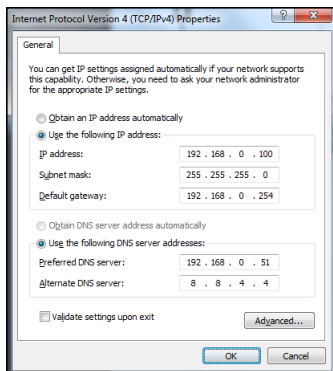 Internet Protocol Version 4 (TCP/IPv4) Properties
General
You can get IP settings assigned automatically if your network supports
this capability. Otherwise, you need to ask your network administrator
for the appropriate IP settings.
Obtain an IP address automatically
Use the following IP address:
IP address: 192 . 168 . 0 . 100
Subnet mask: 255 . 255 . 255 . 0
Default gateway: 192 . 168 . 0 . 254
Obtain DNS server address automatically
Use the following DNS server addresses:
Preferred DNS server: 192 . 168 . 0 . 51
Alternate DNS server: 8 . 8 . 4 . 4
Validate settings upon exit
Advanced...
OK Cancel